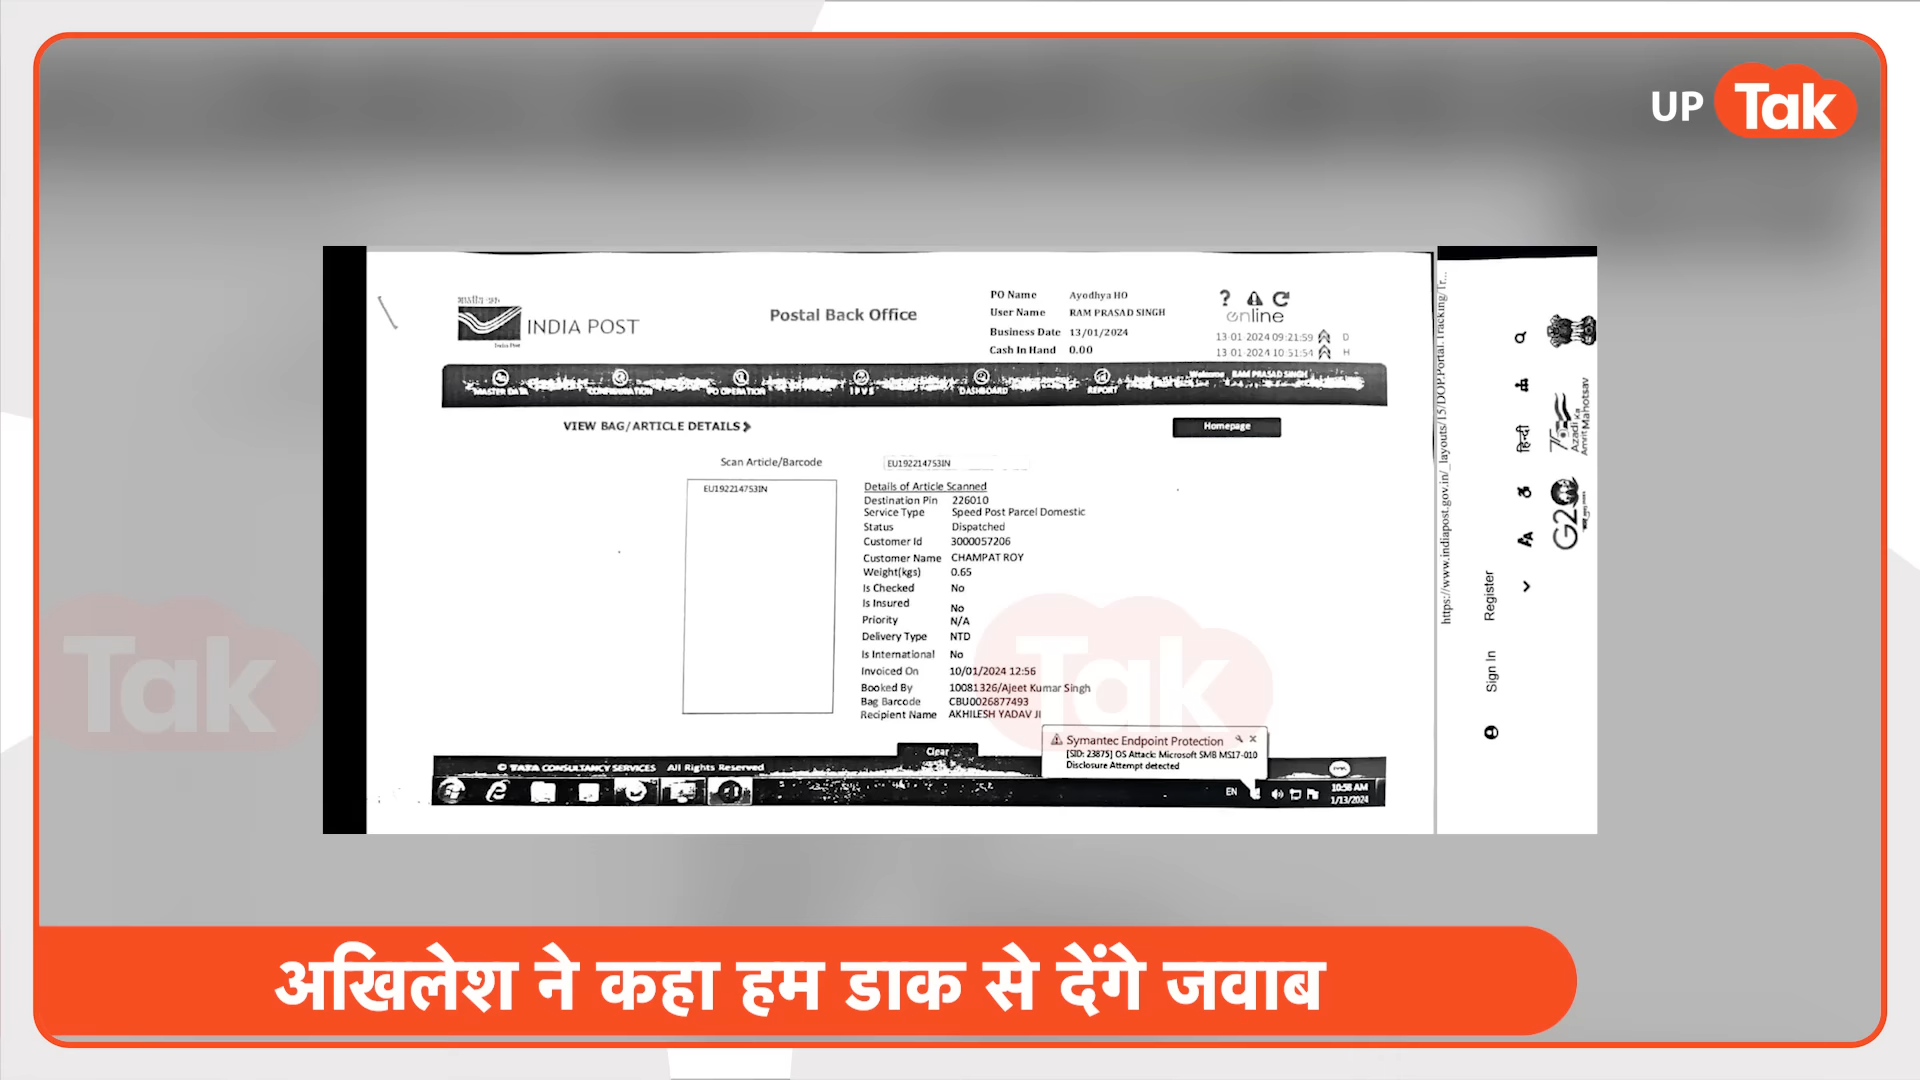 UP Tak
भारतीय डाक
India Post
INDIA POST
Postal Back Office
PO Name Ayodhya HO
User Name RAM PRASAD SINGH
Business Date 13/01/2024
Cash In Hand 0.00
online
13-01-2024 09:21:59 D
13-01-2024 10:51:54 H
MASTER DATA
CONFIGURATION
PO OPERATION
IPVS
DASHBOARD
REPORT
Welcome RAM PRASAD SINGH
VIEW BAG/ARTICLE DETAILS
Homepage
Scan Article/Barcode EU192214753IN
EU192214753IN
Details of Article Scanned
Destination Pin 226010
Service Type Speed Post Parcel Domestic
Status Dispatched
Customer Id 3000057206
Customer Name CHAMPAT ROY
Weight(kgs) 0.65
Is Checked No
Is Insured No
Priority N/A
Delivery Type NTD
Is International No
Invoiced On 10/01/2024 12:56
Booked By 10081326/Ajeet Kumar Singh
Bag Barcode CBU0026877493
Recipient Name AKHILESH YADAV JI
Clear
Symantec Endpoint Protection
[SID: 23875] OS Attack: Microsoft SMB MS17-010
Disclosure Attempt detected
© TATA CONSULTANCY SERVICES All Rights Reserved
EN
10:58 AM
1/13/2024
https://www.indiapost.gov.in/_layouts/15/DOP.Portal.Tracking/Tr...
Sign In Register
हिन्दी
Azadi Ka
Amrit Mahotsav
G20
Tak
Tak
अखिलेश ने कहा हम डाक से देंगे जवाब